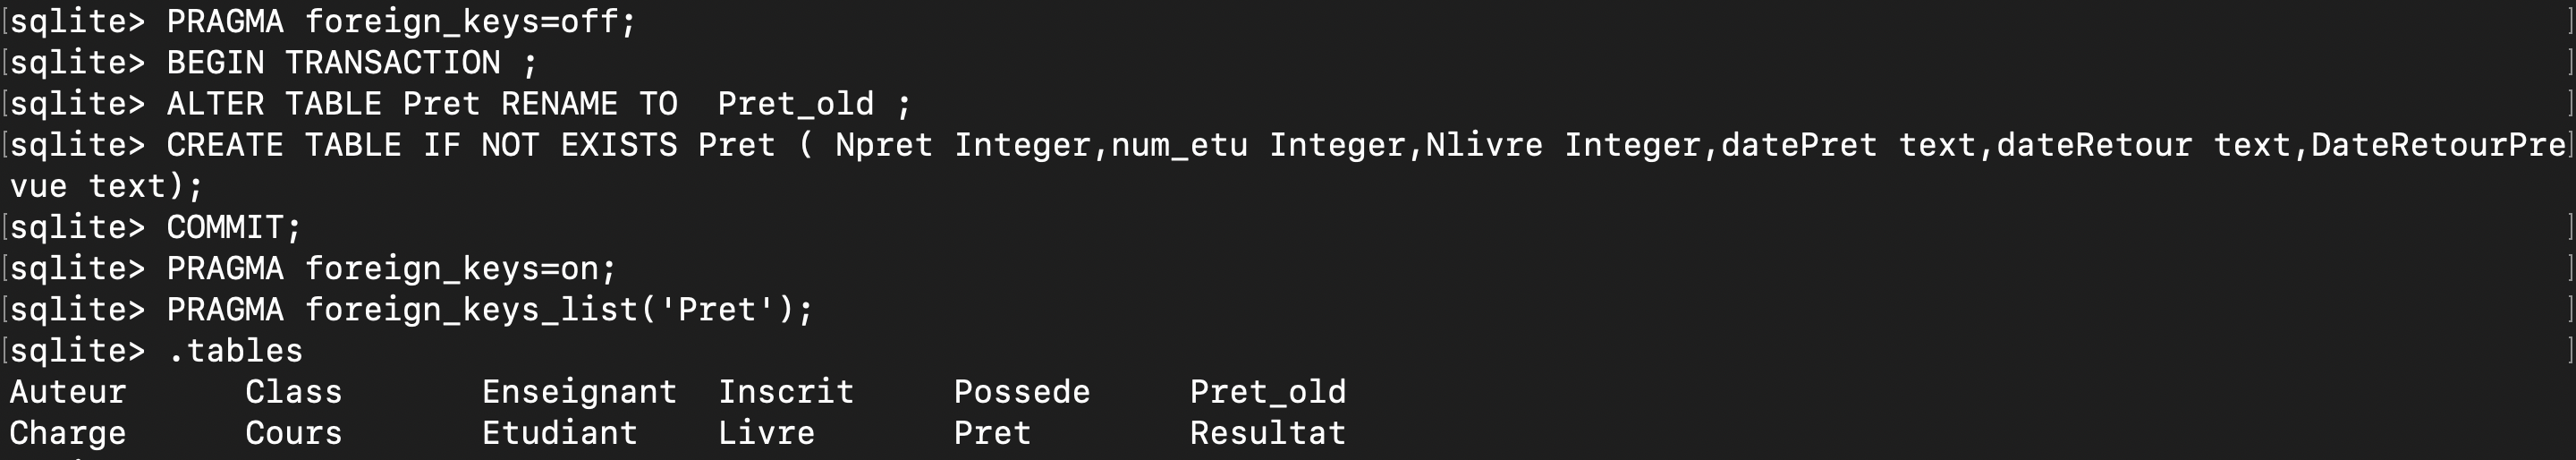 [sqlite> PRAGMA foreign_keys=off; ]
[sqlite> BEGIN TRANSACTION ; ]
[sqlite> ALTER TABLE Pret RENAME TO  Pret_old ; ]
[sqlite> CREATE TABLE IF NOT EXISTS Pret ( Npret Integer,num_etu Integer,Nlivre Integer,datePret text,dateRetour text,DateRetourPre]
vue text);
[sqlite> COMMIT; ]
[sqlite> PRAGMA foreign_keys=on; ]
[sqlite> PRAGMA foreign_keys_list('Pret'); ]
[sqlite> .tables ]
Auteur      Class       Enseignant  Inscrit     Possede     Pret_old
Charge      Cours       Etudiant    Livre       Pret        Resultat